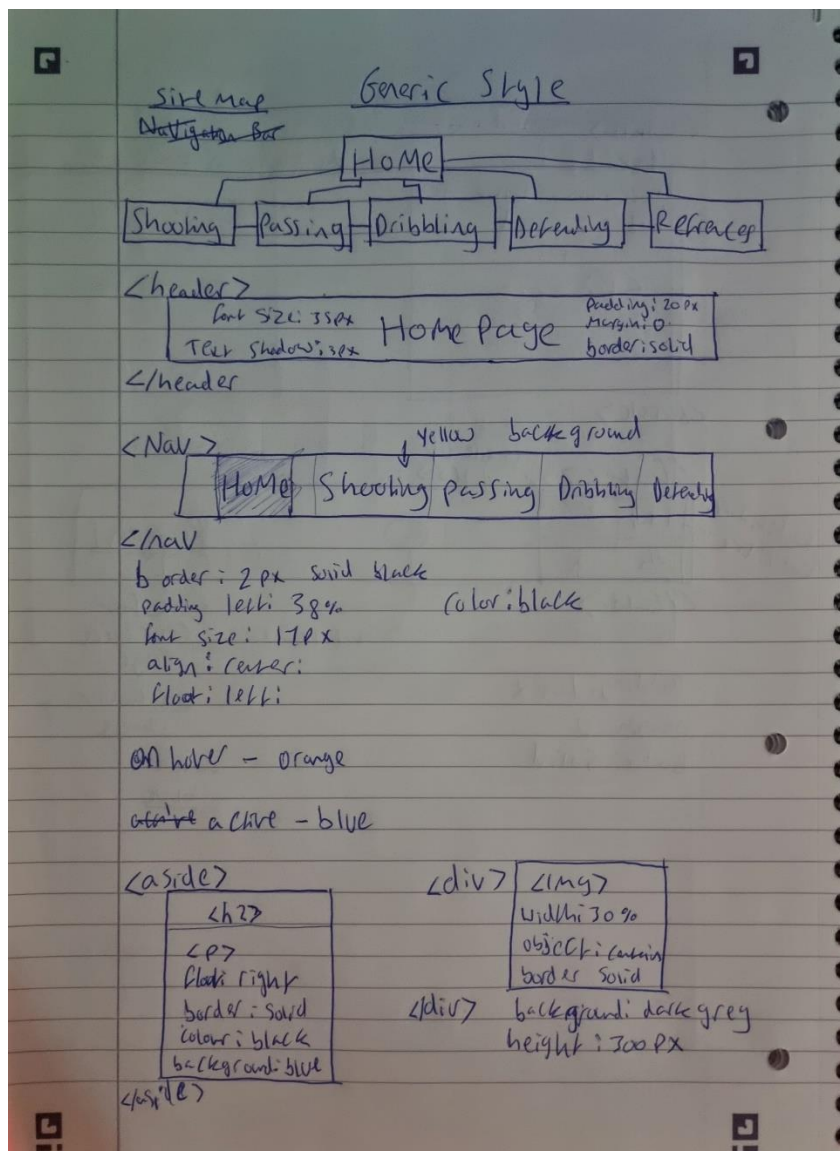 Generic Style
Site Map
Navigation Bar
HoMe
Shooting Passing Dribbling Defending Refrences
<header>
font size: 35px
Text Shadow: 3px
Home Page
padding: 20px
Margin: 0
border: solid
</header
<Nav>
yellow background
HoMe Shooting passing Dribbling Defending
</nav
border: 2px solid black
padding left: 38%
color: black
font size: 17px
align: center:
float: left:
on hover - orange
active active - blue
<aside>
<h2>
<p>
float: right
border: solid
colour: black
background: blue
</aside>
<div>
<img>
width: 30%
object: contain
border solid
</div>
background: dark grey
height: 300px